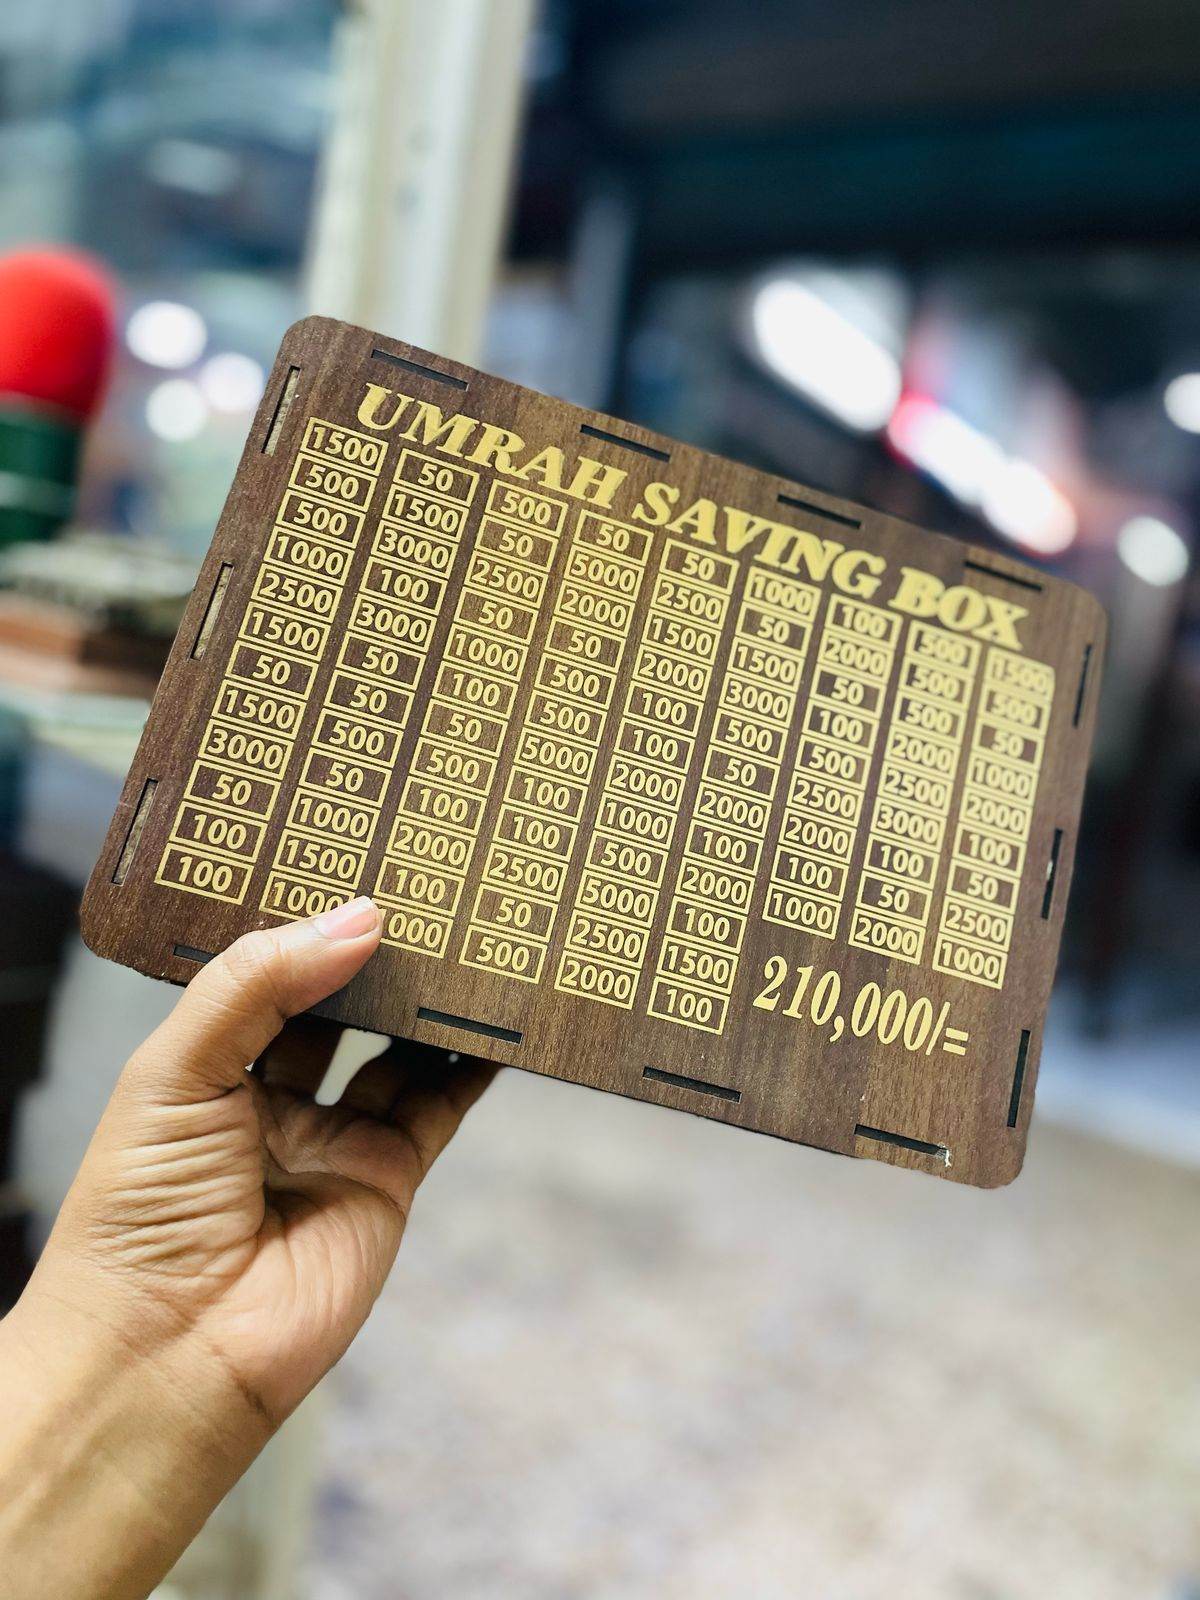 UMRAH SAVING BOX
1500 50 500 50 50 1000 100 500 1500
500 1500 50 5000 2500 50 2000 500 500
500 3000 2500 2000 1500 1500 50 500 50
1000 100 50 50 2000 3000 100 2000 1000
2500 3000 1000 500 100 500 500 2500 2000
1500 50 100 500 100 50 2500 3000 100
50 50 50 5000 2000 2000 2000 100 50
1500 500 500 100 1000 100 100 50 2500
3000 50 100 100 500 2000 1000 2000 1000
50 1000 2000 2500 5000 100
100 1500 100 50 2500 1500
100 1000 500 2000 100
210,000/=